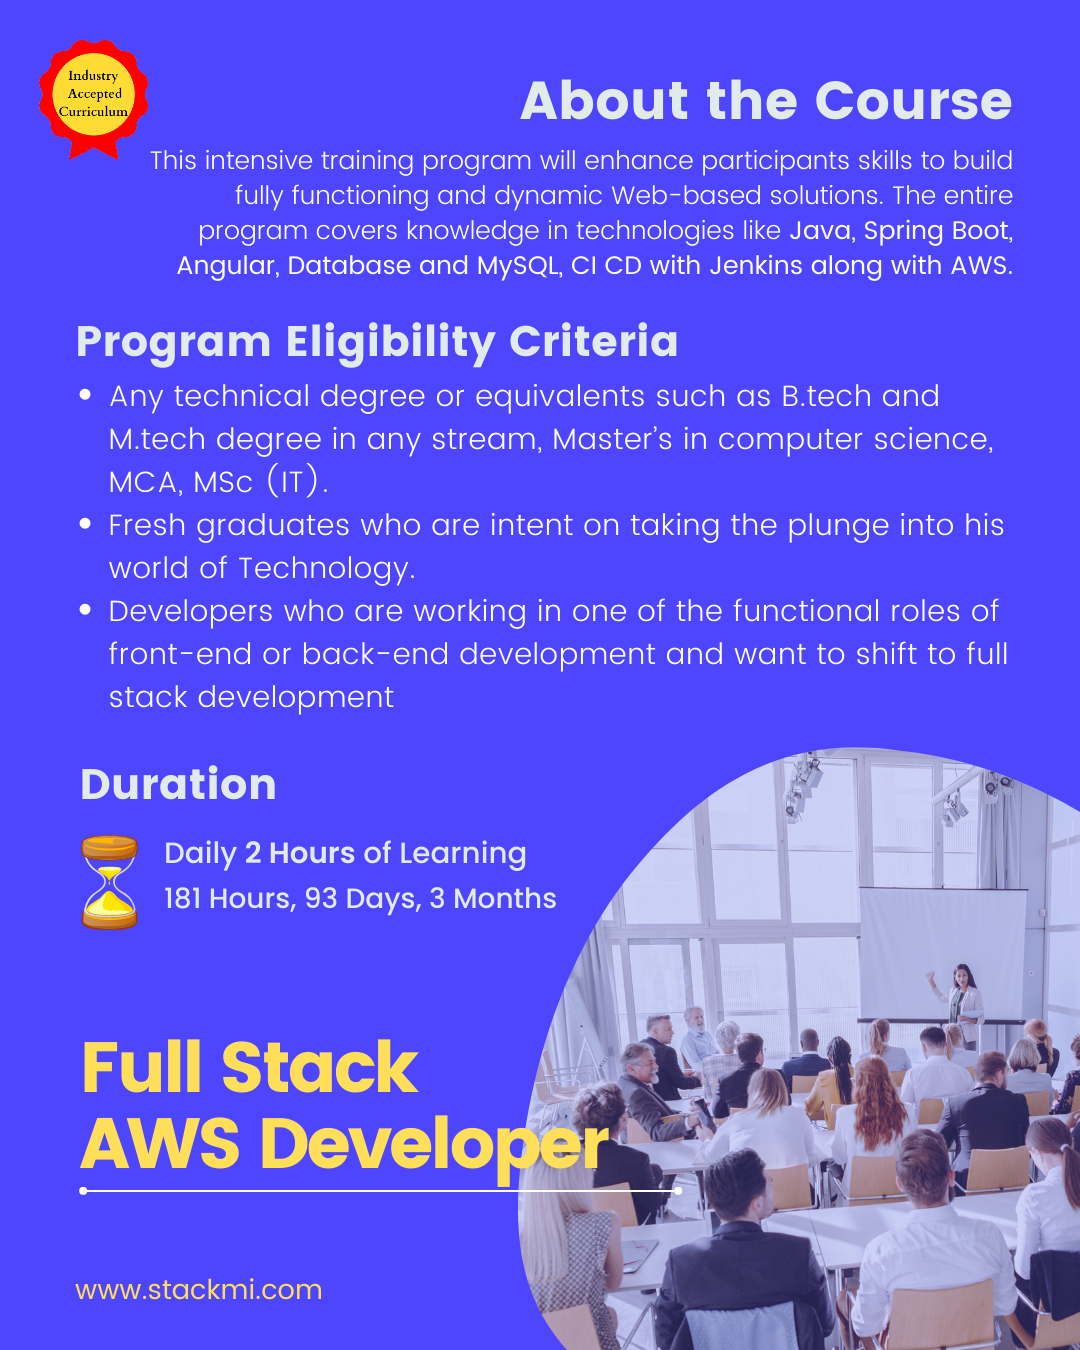 Industry
Accepted
Curriculum
About the Course
This intensive training program will enhance participants skills to build
fully functioning and dynamic Web-based solutions. The entire
program covers knowledge in technologies like Java, Spring Boot,
Angular, Database and MySQL, CI CD with Jenkins along with AWS.
Program Eligibility Criteria
• Any technical degree or equivalents such as B.tech and
M.tech degree in any stream, Master's in computer science,
MCA, MSc (IT).
• Fresh graduates who are intent on taking the plunge into his
world of Technology.
• Developers who are working in one of the functional roles of
front-end or back-end development and want to shift to full
stack development
Duration
Daily 2 Hours of Learning
181 Hours, 93 Days, 3 Months
Full Stack
AWS Developer
www.stackmi.com